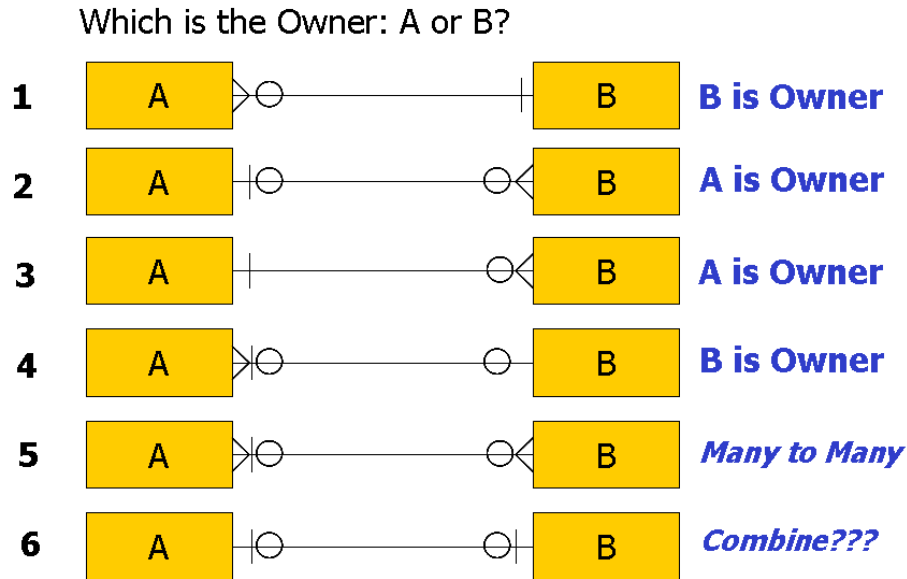 Which is the Owner: A or B?
1 A B B is Owner
2 A B A is Owner
3 A B A is Owner
4 A B B is Owner
5 A B Many to Many
6 A B Combine???